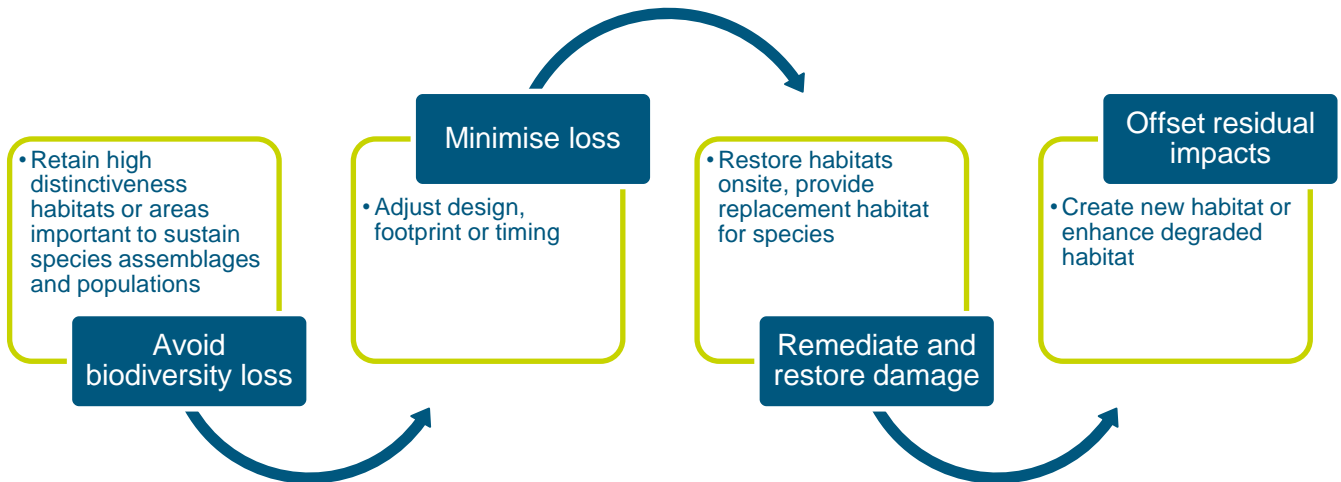 • Retain high
distinctiveness
habitats or areas
important to sustain
species assemblages
and populations
Avoid
biodiversity loss
Minimise loss
• Adjust design,
footprint or timing
• Restore habitats
onsite, provide
replacement habitat
for species
Remediate and
restore damage
Offset residual
impacts
• Create new habitat or
enhance degraded
habitat